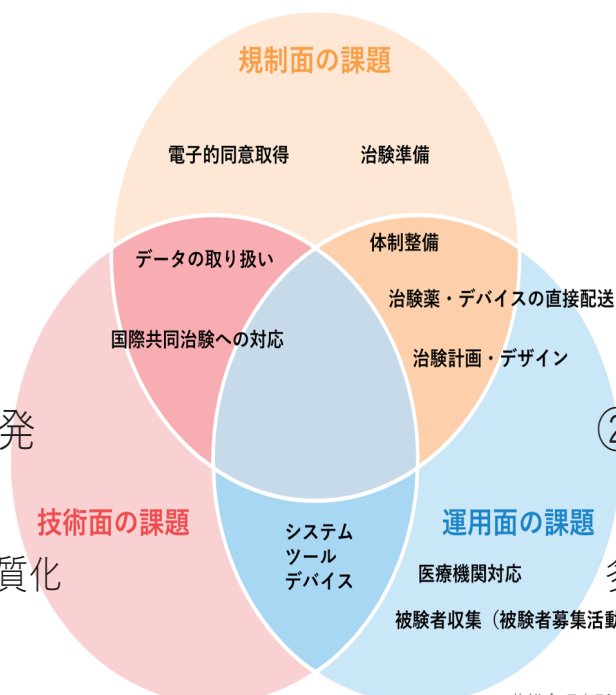 規制面の課題
電子的同意取得
治験準備
データの取り扱い
体制整備
治験薬・デバイスの直接配送
国際共同治験への対応
治験計画・デザイン
発
②
技術面の課題
運用面の課題
システム
ツール
デバイス
質化
医療機関対応
被験者収集（被験者募集活動